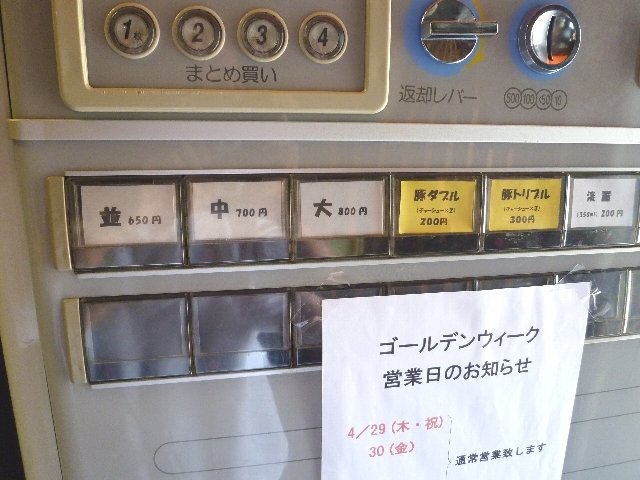 1枚 2 3 4
まとめ買い
返却レバー
500 100 50 10
並 650円
中 700円
大 800円
豚ダブル
(チャーシュー×2)
200円
豚トリプル
(チャーシュー×3)
300円
淡麗
(350ml) 200円
ゴールデンウィーク
営業日のお知らせ
4/29(木・祝)
30(金)
通常営業致します